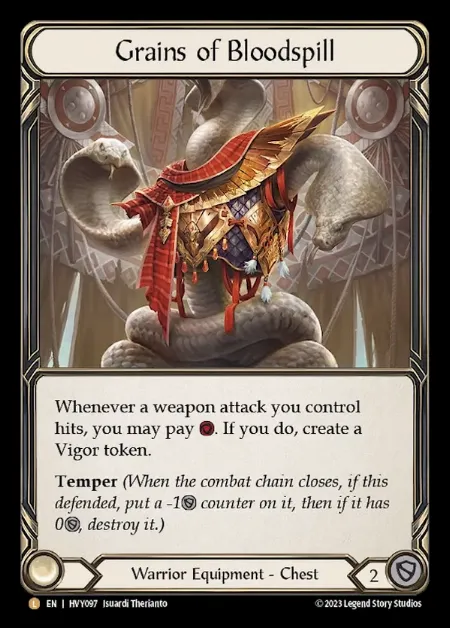 Grains of Bloodspill
Whenever a weapon attack you control
hits, you may pay . If you do, create a
Vigor token.
Temper (When the combat chain closes, if this
defended, put a -1 counter on it, then if it has
0, destroy it.)
Warrior Equipment - Chest
2
L EN | HVY097 Isuardi Therianto
© 2023 Legend Story Studios